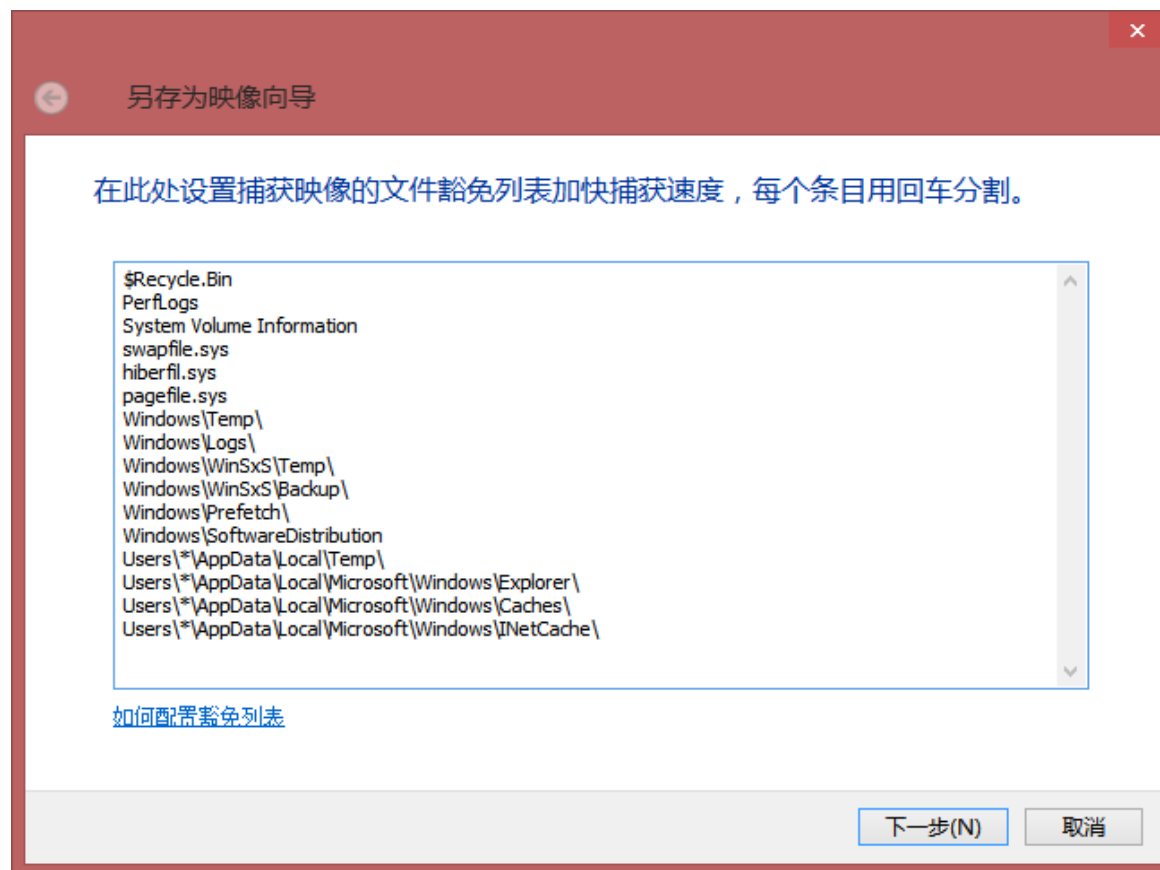 另存为映像向导
在此处设置捕获映像的文件豁免列表加快捕获速度，每个条目用回车分割。
$Recycle.Bin
PerfLogs
System Volume Information
swapfile.sys
hiberfil.sys
pagefile.sys
Windows\Temp\
Windows\Logs\
Windows\WinSxS\Temp\
Windows\WinSxS\Backup\
Windows\Prefetch\
Windows\SoftwareDistribution
Users\*\AppData\Local\Temp\
Users\*\AppData\Local\Microsoft\Windows\Explorer\
Users\*\AppData\Local\Microsoft\Windows\Caches\
Users\*\AppData\Local\Microsoft\Windows\INetCache\
如何配置豁免列表
下一步(N) 取消